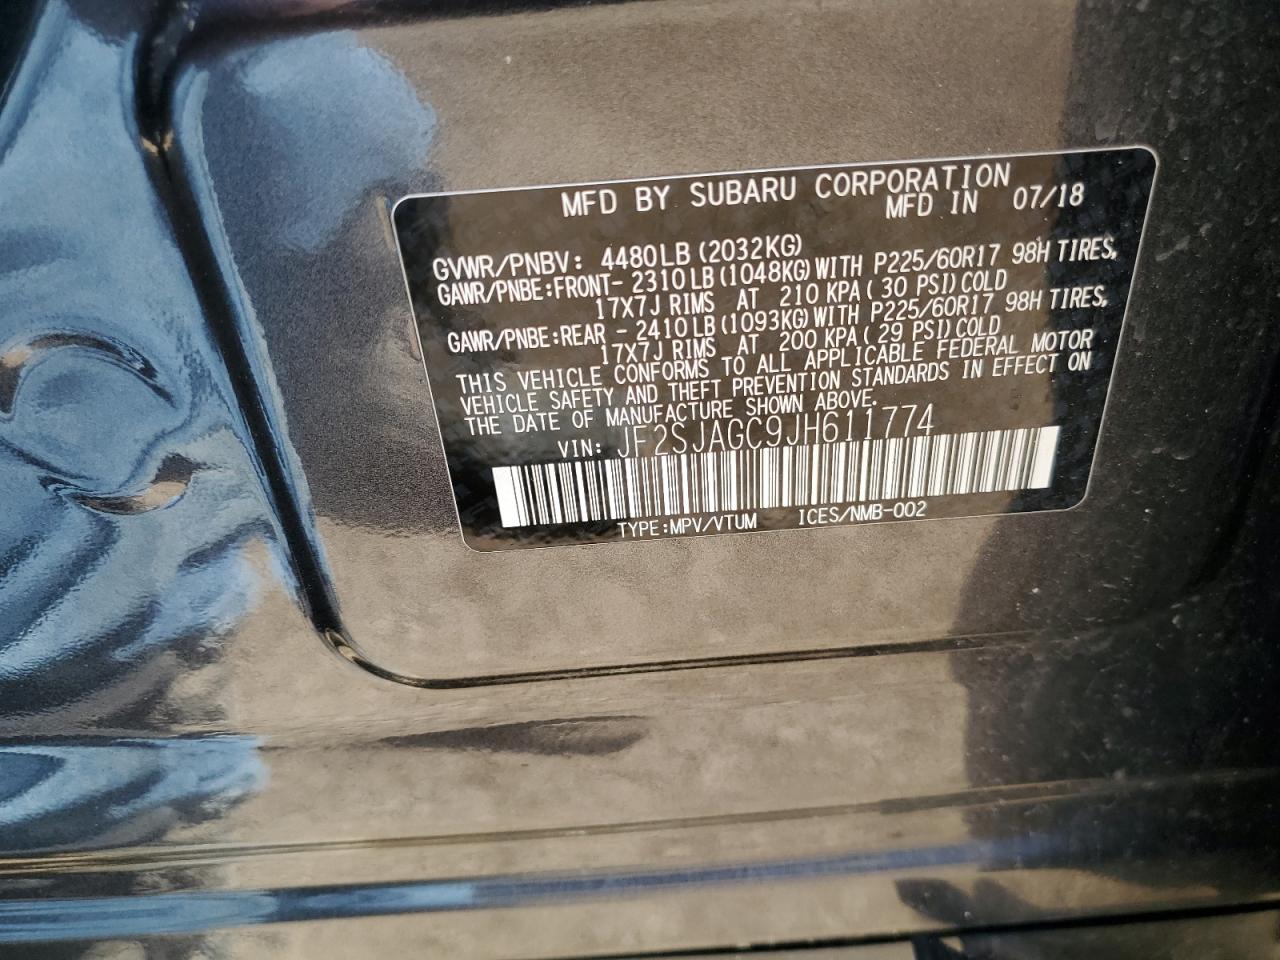 MFD BY SUBARU CORPORATION
MFD IN 07/18
GVWR/PNBV: 4480LB (2032KG)
GAWR/PNBE:FRONT- 2310LB (1048KG) WITH P225/60R17 98H TIRES,
17X7J RIMS AT 210 KPA (30 PSI) COLD
GAWR/PNBE:REAR - 2410LB (1093KG) WITH P225/60R17 98H TIRES,
17X7J RIMS AT 200 KPA (29 PSI) COLD
THIS VEHICLE CONFORMS TO ALL APPLICABLE FEDERAL MOTOR
VEHICLE SAFETY AND THEFT PREVENTION STANDARDS IN EFFECT ON
THE DATE OF MANUFACTURE SHOWN ABOVE.
VIN: JF2SJAGC9JH611774
TYPE:MPV/VTUM ICES/NMB-002